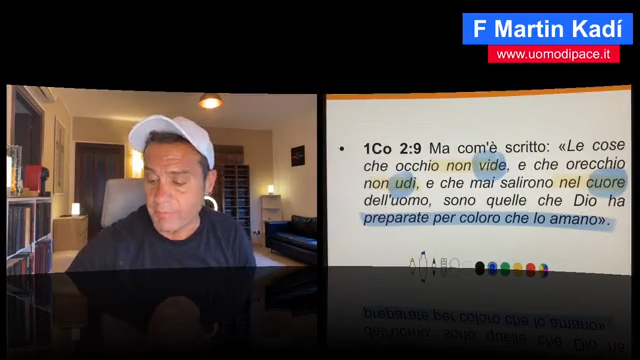 F Martin Kadí
www.uomodipace.it
• 1Co 2:9 Ma com'è scritto: «Le cose
che occhio non vide, e che orecchio
non udì, e che mai salirono nel cuore
dell'uomo, sono quelle che Dio ha
preparate per coloro che lo amano».